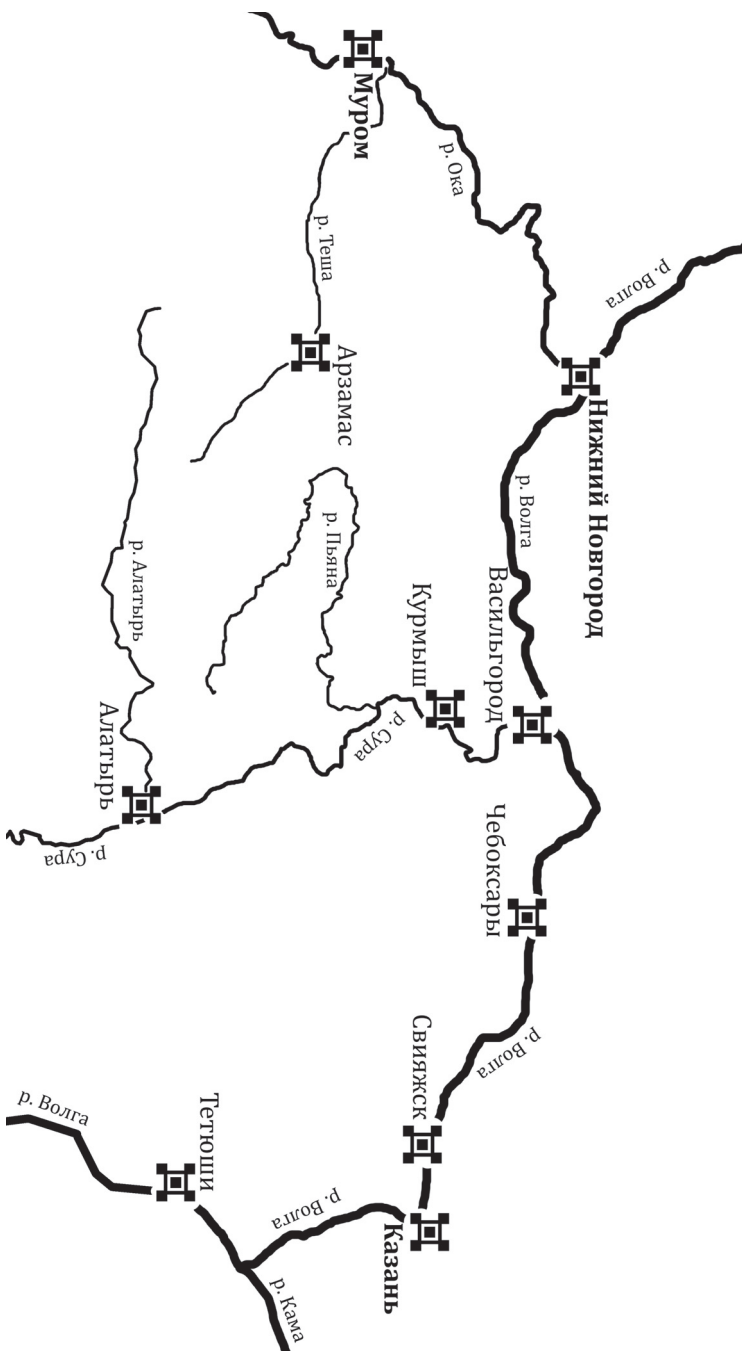 Муром
р. Ока
р. Теша
Арзамас
р. Волга
Нижний Новгород
р. Волга
Васильгород
Курмыш
р. Пьяна
р. Сура
р. Алатырь
Алатырь
р. Сура
Чебоксары
р. Волга
Свияжск
Казань
р. Волга
р. Кама
Тетюши
р. Волга